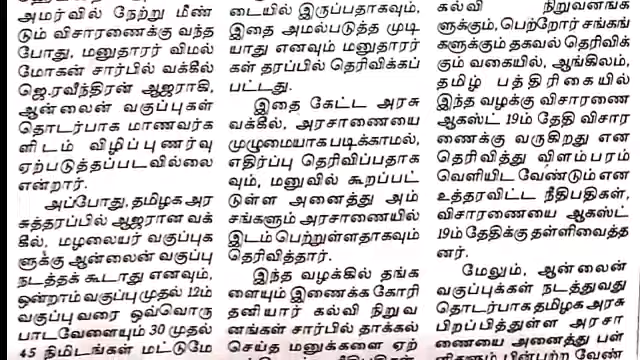 அமர்வில் நேற்று மீண்
டும் விசாரணைக்கு வந்த
போது, மனுதாரர் விமல்
மோகன் சார்பில் வக்கீல்
ஜெ.ரவீந்திரன் ஆஜராகி,
ஆன்லைன் வகுப்புகள்
தொடர்பாக மாணவர்க
ளிடம் விழிப்புணர்வு
ஏற்படுத்தப்படவில்லை
என்றார்.
அப்போது, தமிழக அர
சுத்தரப்பில் ஆஜரான வக்
கீல், மழலையர் வகுப்புக
ளுக்கு ஆன்லைன் வகுப்பு
நடத்தக் கூடாது எனவும்,
ஒன்றாம் வகுப்பு முதல் 12ம்
வகுப்பு வரை ஒவ்வொரு
பாடவேளையும் 30 முதல்
45 நிமிடங்கள் மட்டுமே
டையில் இருப்பதாகவும்,
இதை அமல்படுத்த முடி
யாது எனவும் மனுதாரர்
கள் தரப்பில் தெரிவிக்கப்
பட்டது.
இதை கேட்ட அரசு
வக்கீல், அரசாணையை
முழுமையாக படிக்காமல்,
எதிர்ப்பு தெரிவிப்பதாக
வும், மனுவில் கூறப்பட்
டுள்ள அனைத்து அம்
சங்களும் அரசாணையில்
இடம் பெற்றுள்ளதாகவும்
தெரிவித்தார்.
இந்த வழக்கில் தங்க
ளையும் இணைக்க கோரி
தனியார் கல்வி நிறுவ
னங்கள் சார்பில் தாக்கல்
செய்த மனுக்களை ஏற்
கல்வி நிறுவனங்க
ளுக்கும், பெற்றோர் சங்கங்
களுக்கும் தகவல் தெரிவிக்
கும் வகையில், ஆங்கிலம்,
தமிழ் பத்திரிகையில்
இந்த வழக்கு விசாரணை
ஆகஸ்ட் 19ம் தேதி விசார
ணைக்கு வருகிறது என
தெரிவித்து விளம்பரம்
வெளியிட வேண்டும் என
உத்தரவிட்ட நீதிபதிகள்,
விசாரணையை ஆகஸ்ட்
19ம் தேதிக்கு தள்ளிவைத்த
னர்.
மேலும், ஆன்லைன்
வகுப்புக்கள் நடத்துவது
தொடர்பாக தமிழக அரசு
பிறப்பித்துள்ள அரசா
ணையை அனைத்து பள்
ளிகளும் பின்பற்ற வேண்